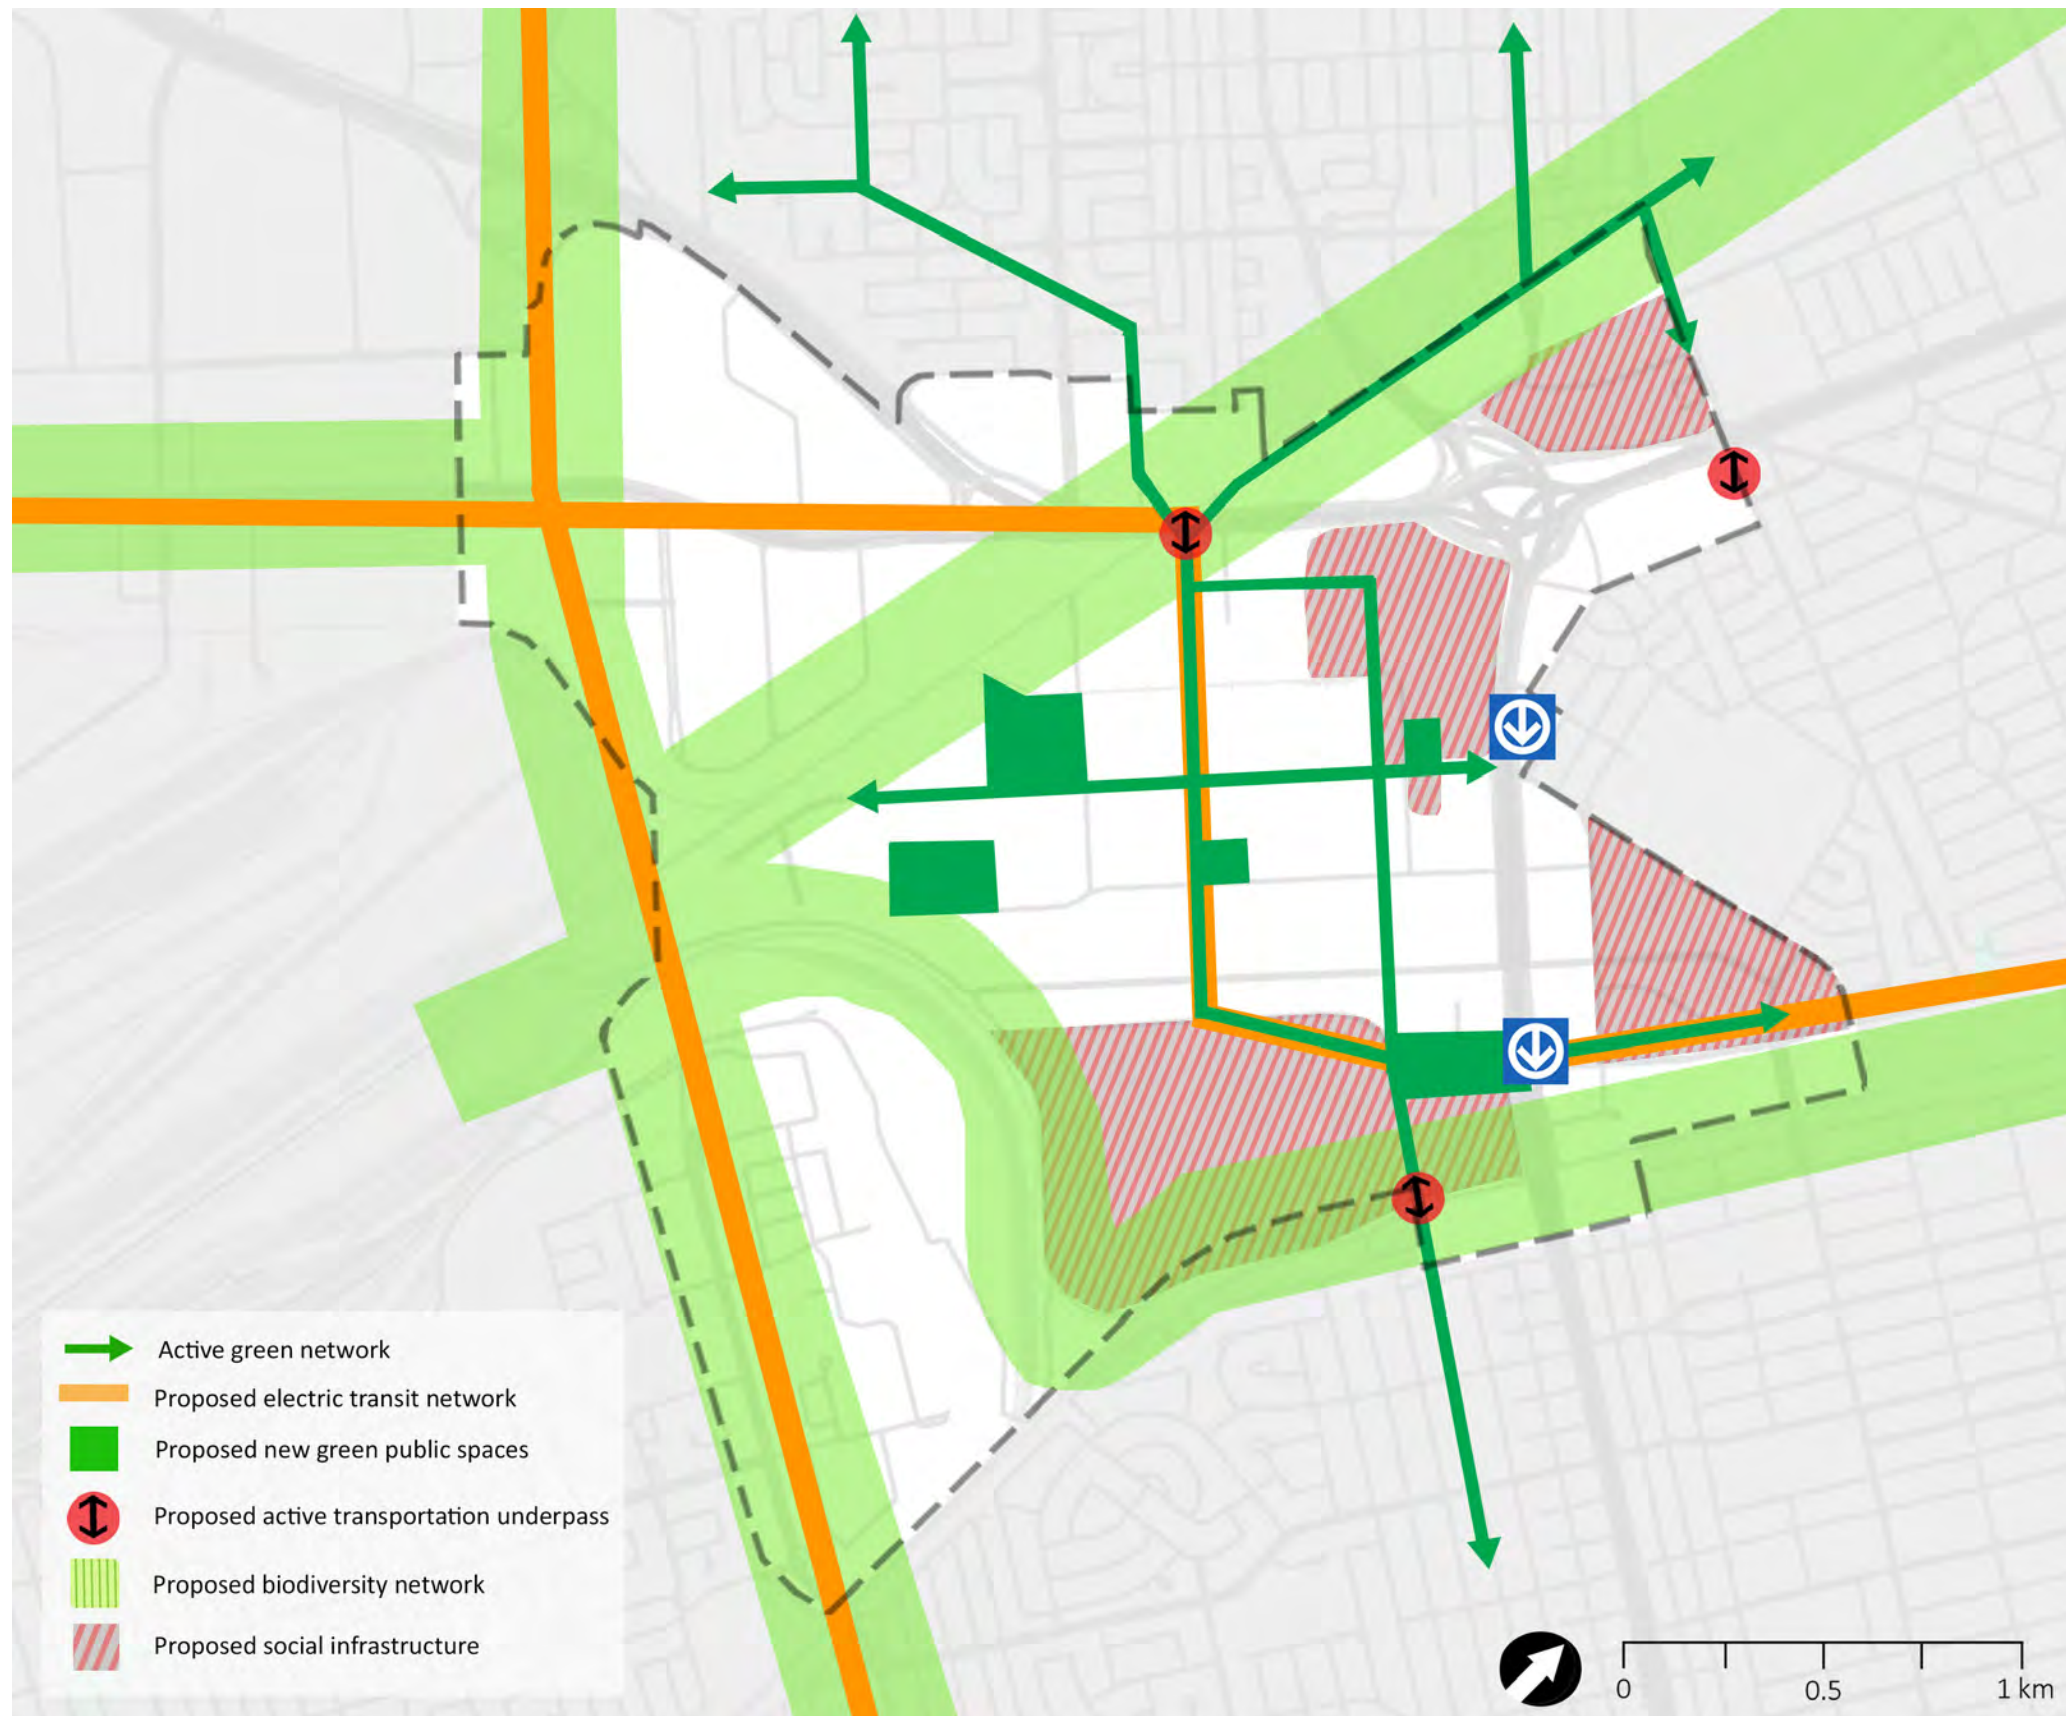 Active green network
Proposed electric transit network
Proposed new green public spaces
Proposed active transportation underpass
Proposed biodiversity network
Proposed social infrastructure
0 0.5 1 km